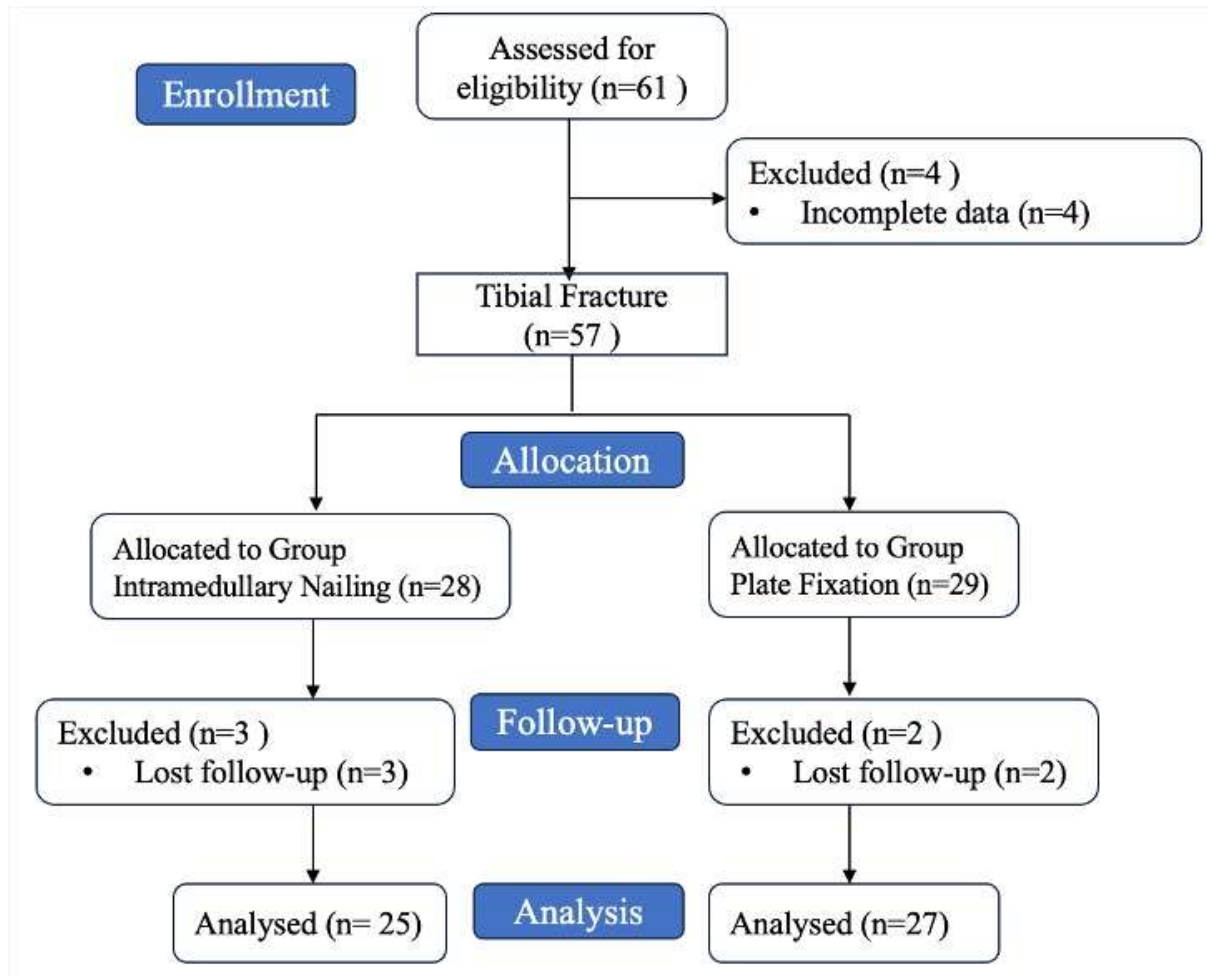 Assessed for
eligibility (n=61 )
Enrollment
Excluded (n=4 )
• Incomplete data (n=4)
Tibial Fracture
(n=57 )
Allocation
Allocated to Group
Intramedullary Nailing (n=28)
Allocated to Group
Plate Fixation (n=29)
Excluded (n=3 )
• Lost follow-up (n=3)
Follow-up
Excluded (n=2 )
• Lost follow-up (n=2)
Analysed (n= 25)
Analysis
Analysed (n=27)